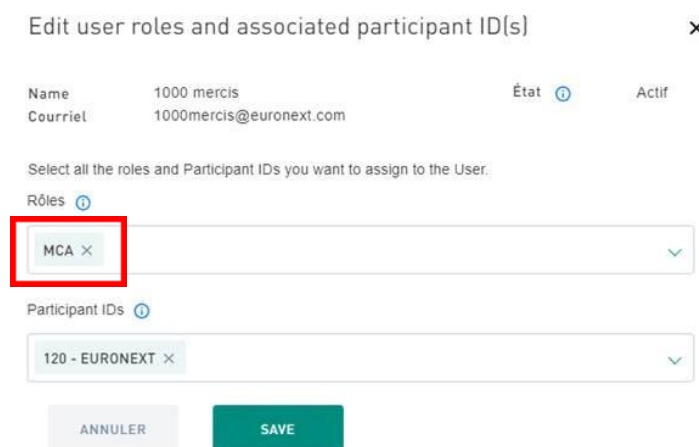 Edit user roles and associated participant ID(s)
Name 1000 mercis État Actif
Courriel 1000mercis@euronext.com
Select all the roles and Participant IDs you want to assign to the User.
Rôles
MCA
Participant IDs
120 - EURONEXT
ANNULER SAVE